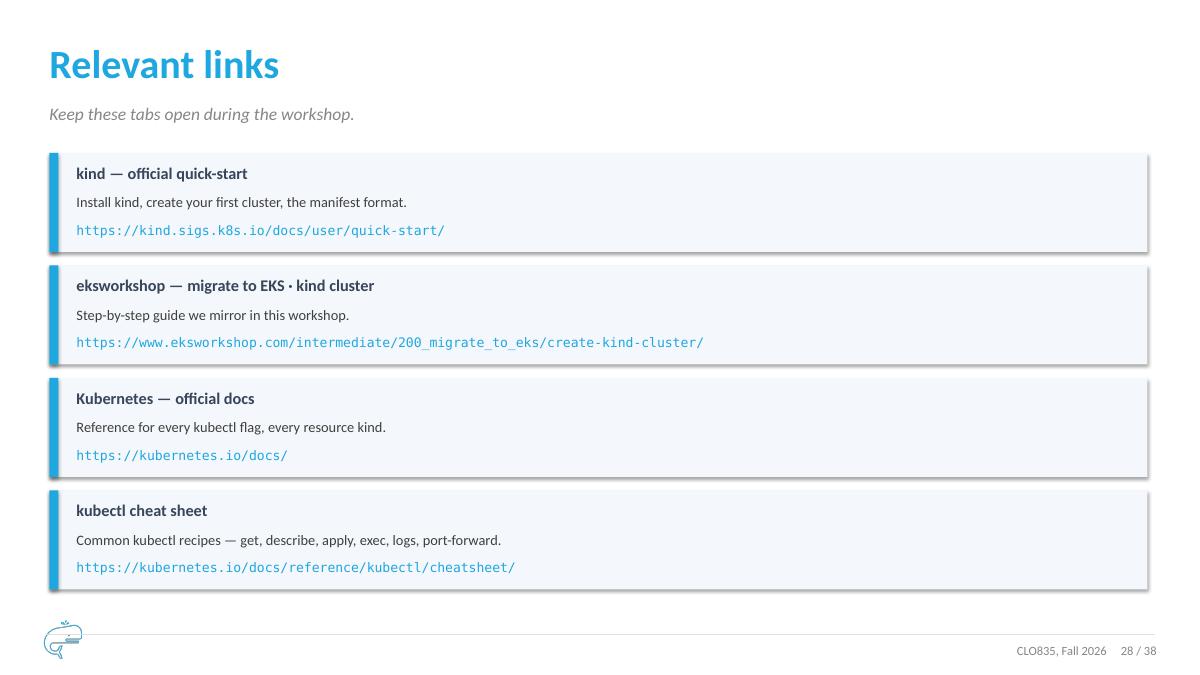 Relevant links
Keep these tabs open during the workshop.
kind — official quick-start
Install kind, create your first cluster, the manifest format.
https://kind.sigs.k8s.io/docs/user/quick-start/
eksworkshop — migrate to EKS · kind cluster
Step-by-step guide we mirror in this workshop.
https://www.eksworkshop.com/intermediate/200_migrate_to_eks/create-kind-cluster/
Kubernetes — official docs
Reference for every kubectl flag, every resource kind.
https://kubernetes.io/docs/
kubectl cheat sheet
Common kubectl recipes — get, describe, apply, exec, logs, port-forward.
https://kubernetes.io/docs/reference/kubectl/cheatsheet/
CLO835, Fall 2026 28 / 38